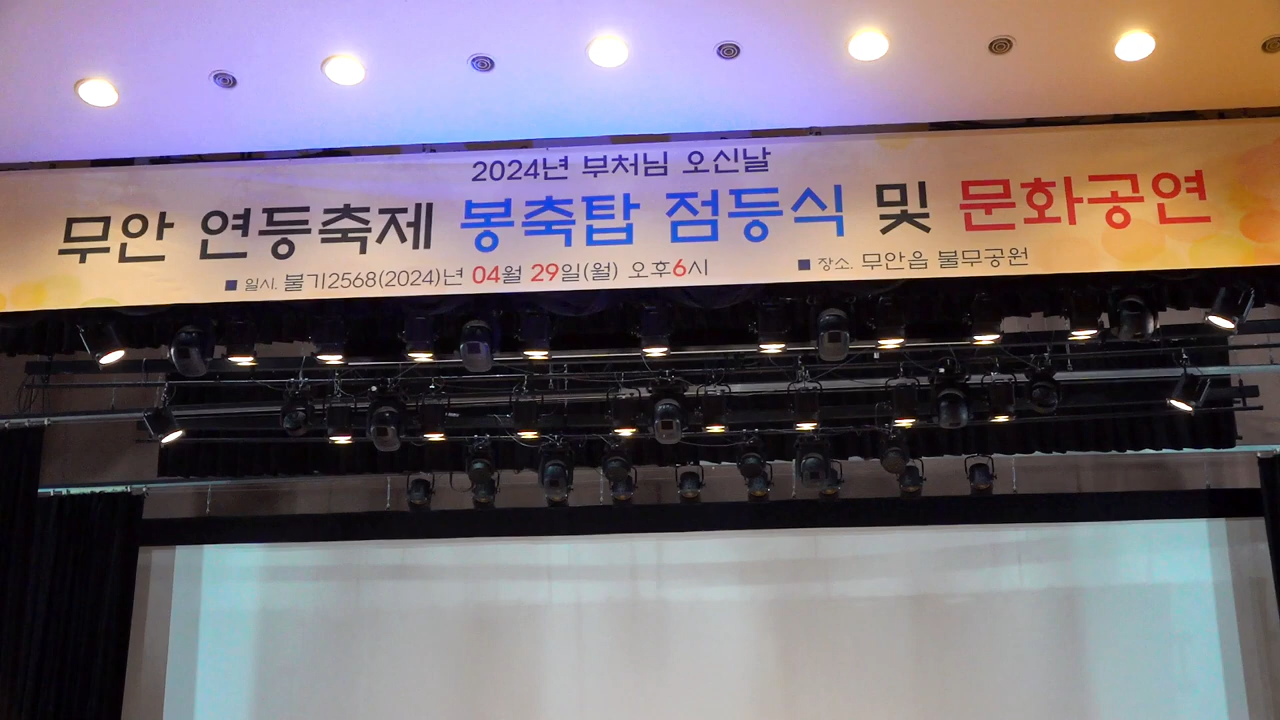 2024년 부처님 오신날
무안 연등축제 봉축탑 점등식 및 문화공연
■ 일시. 불기2568(2024)년 04월 29일(월) 오후6시 ■ 장소. 무안읍 불무공원